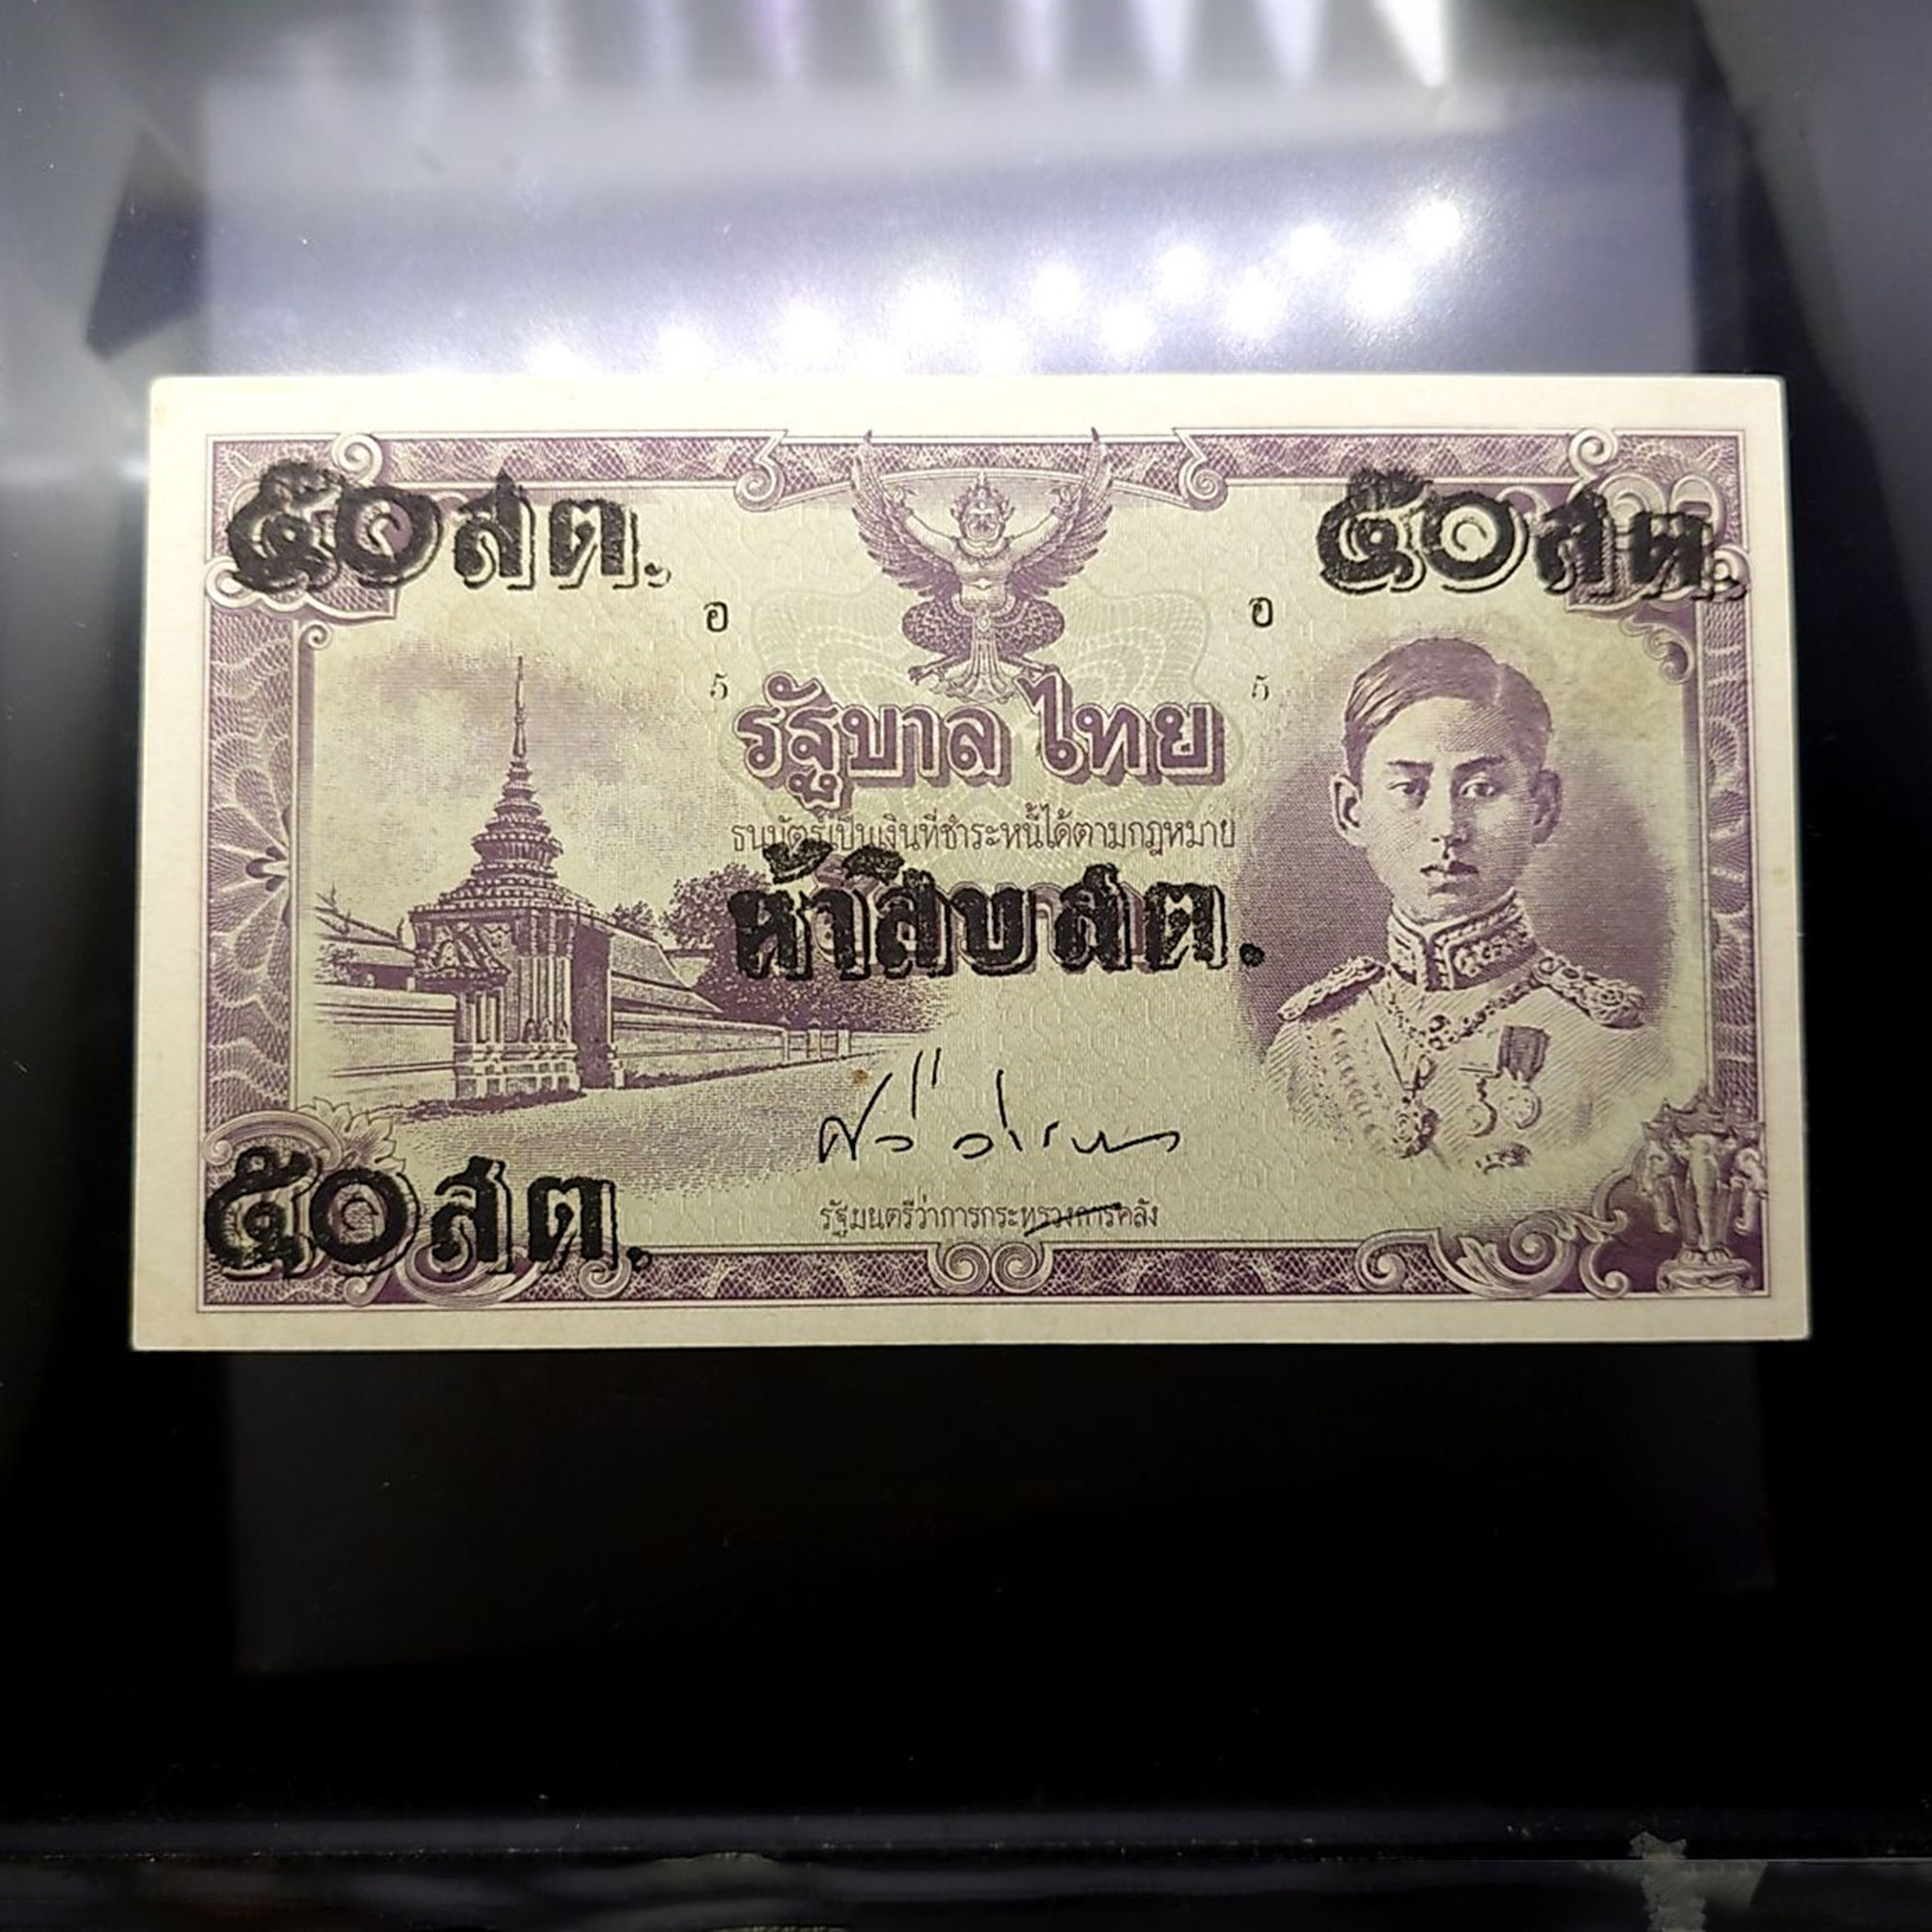 ๕๐สต. ๕๐สต.
อ อ
5 5
รัฐบาลไทย
ธนบัตร์เป็นเงินที่ชำระหนี้ได้ตามกฎหมาย
ห้าสิบสต.
๕๐สต.
รัฐมนตรีว่าการกระทรวงการคลัง